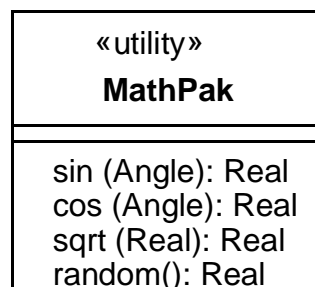 «utility»
MathPak
sin (Angle): Real
cos (Angle): Real
sqrt (Real): Real
random(): Real